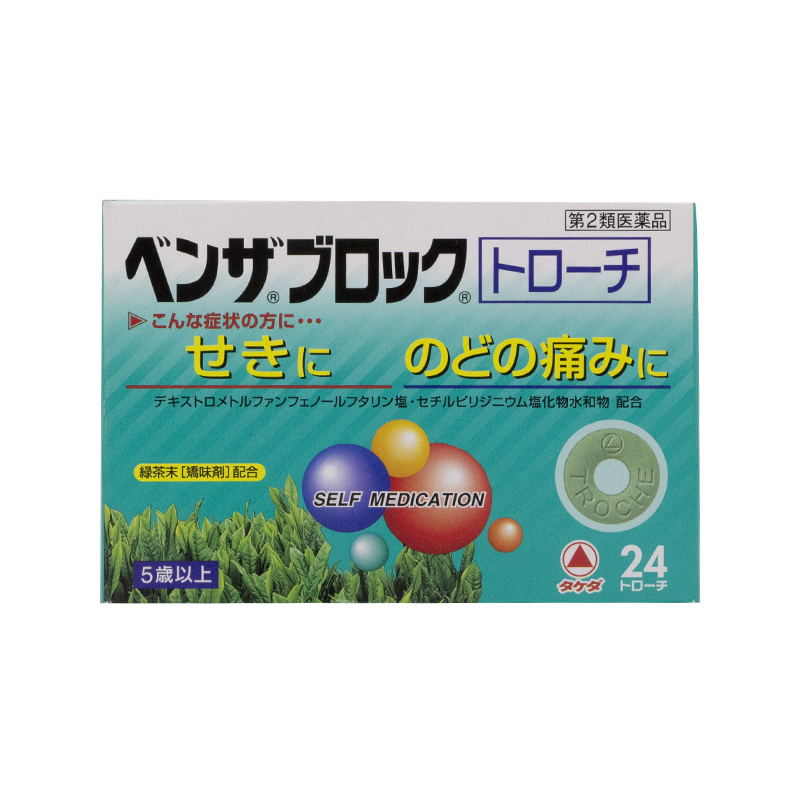 第2類医薬品
ベンザ®ブロック® トローチ
▶こんな症状の方に・・・
せきに のどの痛みに
デキストロメトルファンフェノールフタリン塩・セチルピリジニウム塩化物水和物 配合
緑茶末[矯味剤]配合
SELF MEDICATION
TROCHE
5歳以上
タケダ
24
トローチ